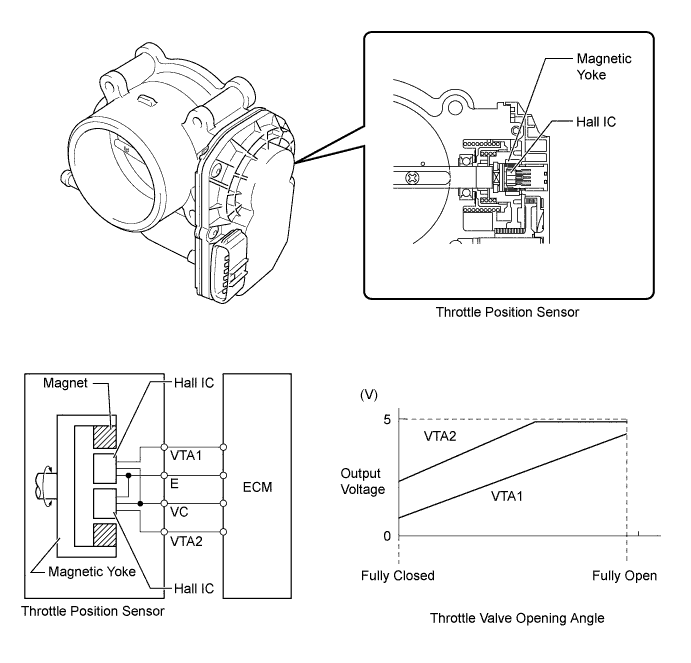 Magnetic
Yoke
Hall IC
Throttle Position Sensor
Magnet
Hall IC
VTA1
E
VC
VTA2
ECM
Magnetic Yoke
Hall IC
Throttle Position Sensor
(V)
5
VTA2
Output
Voltage
VTA1
0
Fully Closed
Fully Open
Throttle Valve Opening Angle